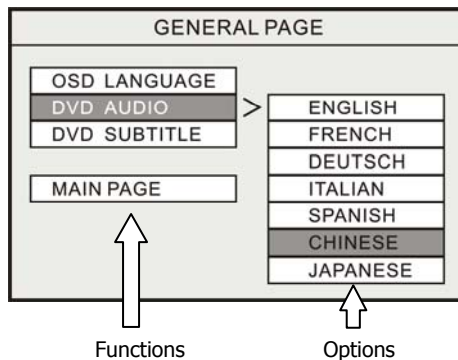 GENERAL PAGE
OSD LANGUAGE
DVD AUDIO >
DVD SUBTITLE
MAIN PAGE
ENGLISH
FRENCH
DEUTSCH
ITALIAN
SPANISH
CHINESE
JAPANESE
Functions
Options